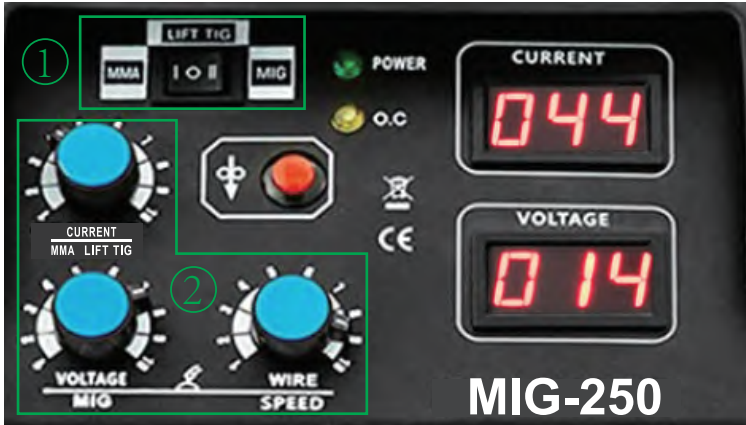 ①
LIFT TIG
MMA
I O II
MIG
POWER
O.C
CURRENT
044
CURRENT
MMA LIFT TIG
CE
VOLTAGE
014
②
VOLTAGE
MIG
WIRE
SPEED
MIG-250